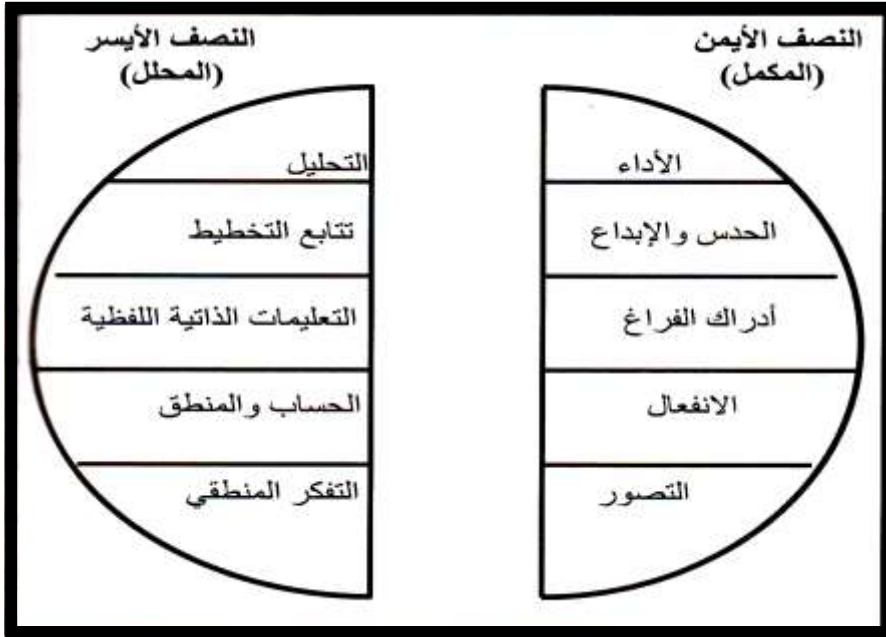 النصف الأيمن
(المكمل)
الأداء
الحدس والإبداع
أدراك الفراغ
الانفعال
التصور
النصف الأيسر
(المحلل)
التحليل
تتابع التخطيط
التعليمات الذاتية اللفظية
الحساب والمنطق
التفكر المنطقي